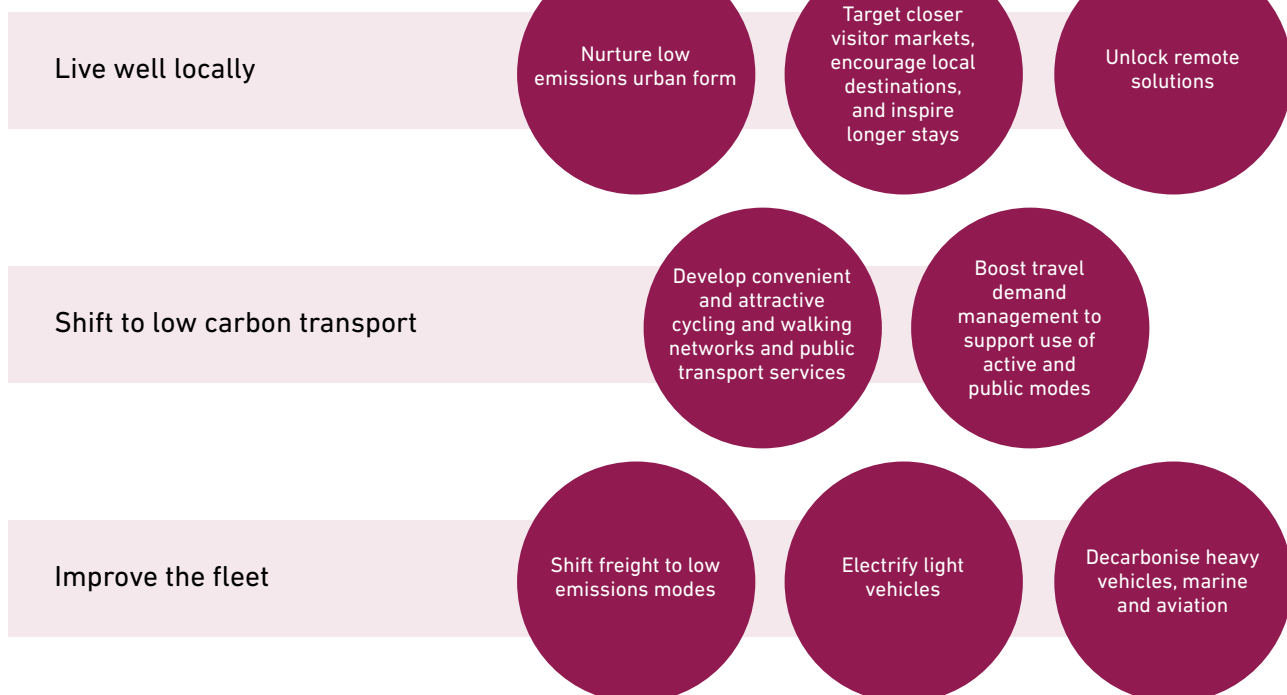 Live well locally
Nurture low
emissions urban form
Target closer
visitor markets,
encourage local
destinations,
and inspire
longer stays
Unlock remote
solutions
Shift to low carbon transport
Develop convenient
and attractive
cycling and walking
networks and public
transport services
Boost travel
demand
management to
support use of
active and
public modes
Improve the fleet
Shift freight to low
emissions modes
Electrify light
vehicles
Decarbonise heavy
vehicles, marine
and aviation